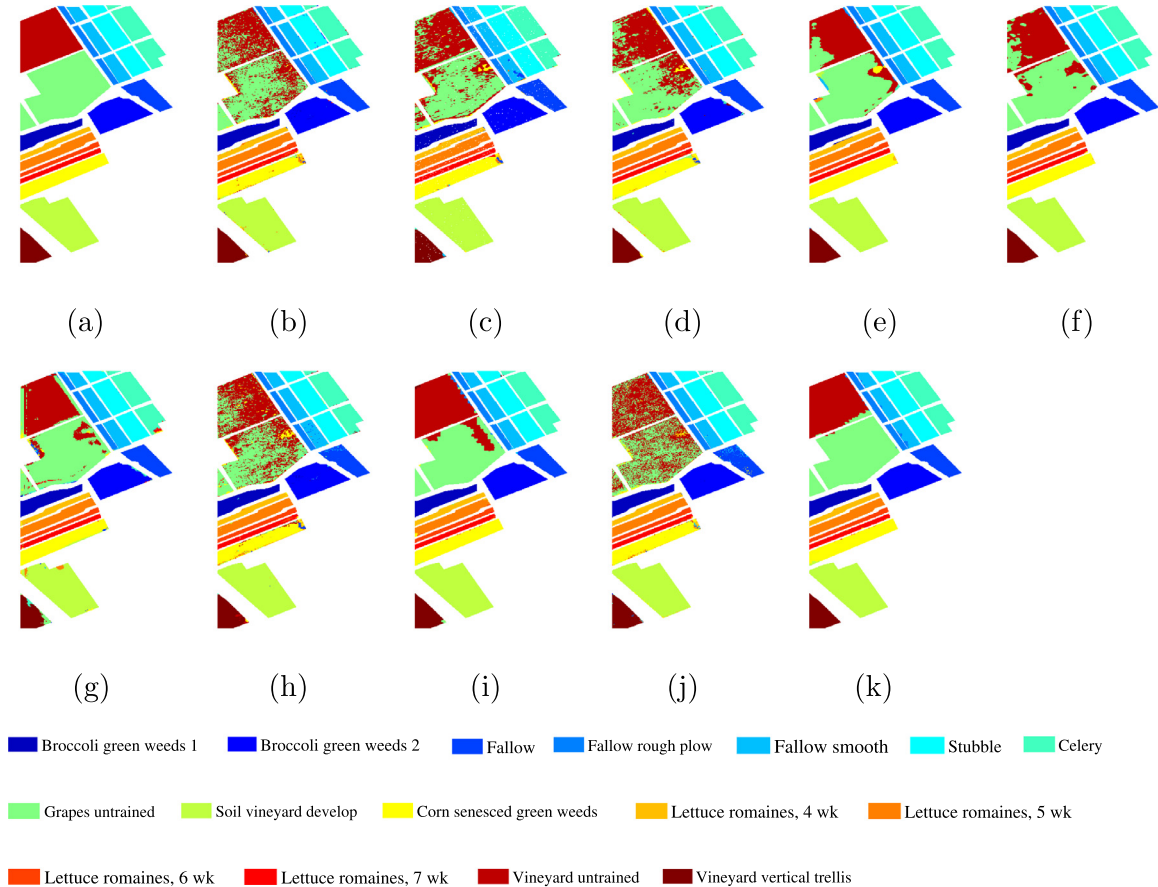 (a) (b) (c) (d) (e) (f)
(g) (h) (i) (j) (k)
Broccoli green weeds 1 Broccoli green weeds 2 Fallow Fallow rough plow Fallow smooth Stubble Celery
Grapes untrained Soil vineyard develop Corn senesced green weeds Lettuce romaines, 4 wk Lettuce romaines, 5 wk
Lettuce romaines, 6 wk Lettuce romaines, 7 wk Vineyard untrained Vineyard vertical trellis